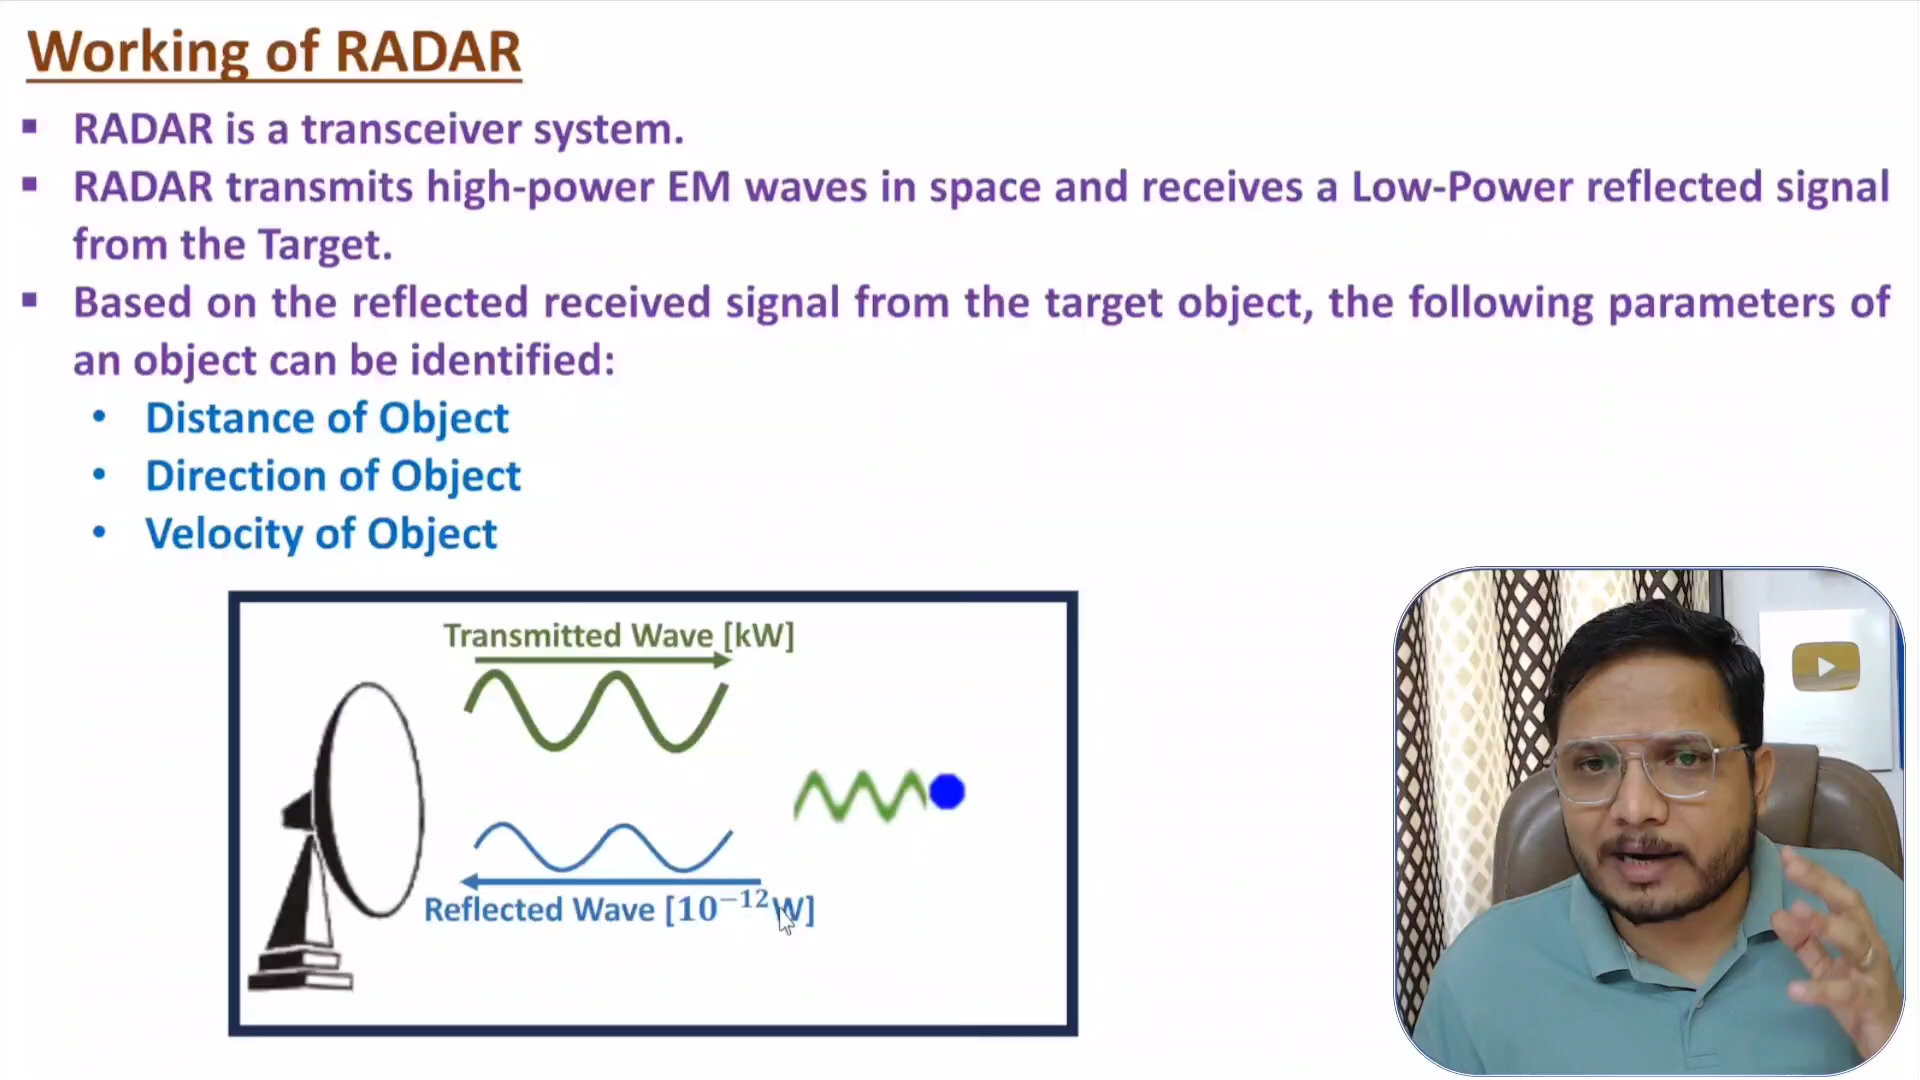 Working of RADAR
▪ RADAR is a transceiver system.
▪ RADAR transmits high-power EM waves in space and receives a Low-Power reflected signal
from the Target.
▪ Based on the reflected received signal from the target object, the following parameters of
an object can be identified:
• Distance of Object
• Direction of Object
• Velocity of Object
Transmitted Wave [kW]
Reflected Wave [10⁻¹²W]